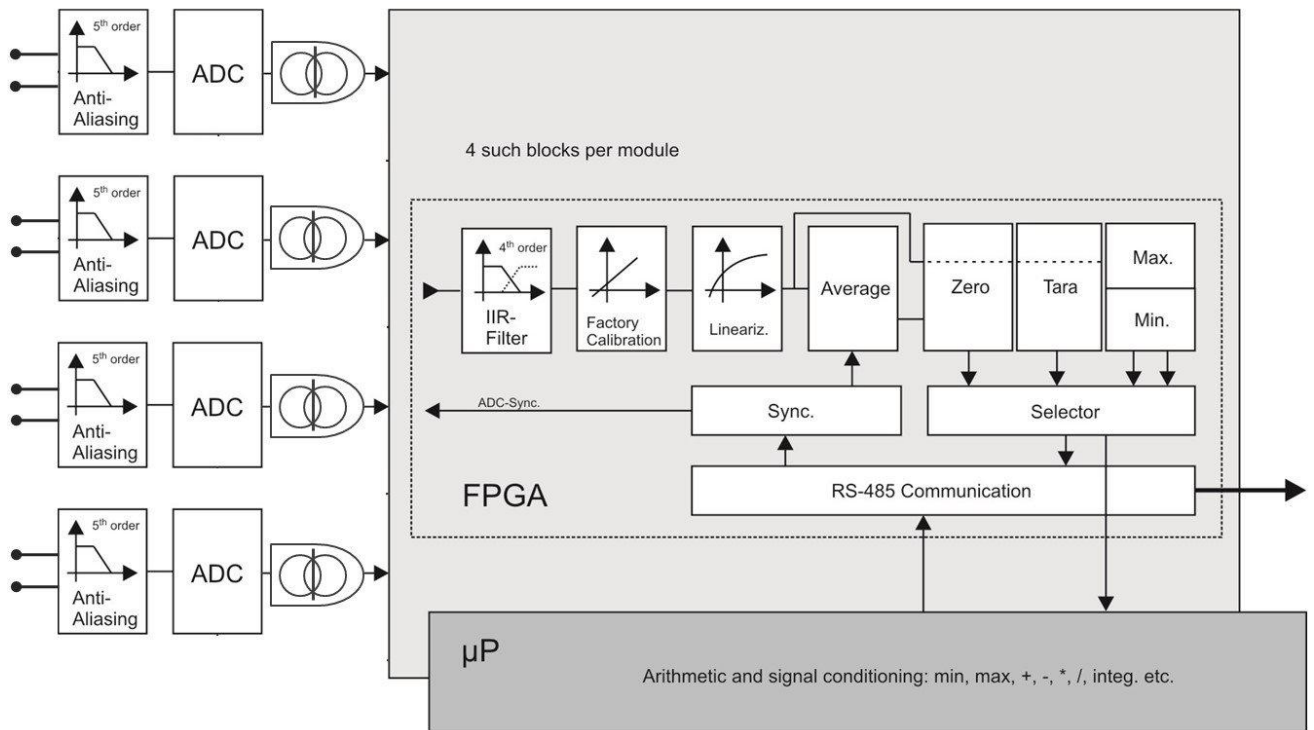 5th order
Anti-
Aliasing
ADC
5th order
Anti-
Aliasing
ADC
5th order
Anti-
Aliasing
ADC
5th order
Anti-
Aliasing
ADC
4 such blocks per module
4th order
IIR-
Filter
Factory
Calibration
Lineariz.
Average
Zero
Tara
Max.
Min.
ADC-Sync.
Sync.
Selector
FPGA
RS-485 Communication
µP
Arithmetic and signal conditioning: min, max, +, -, *, /, integ. etc.